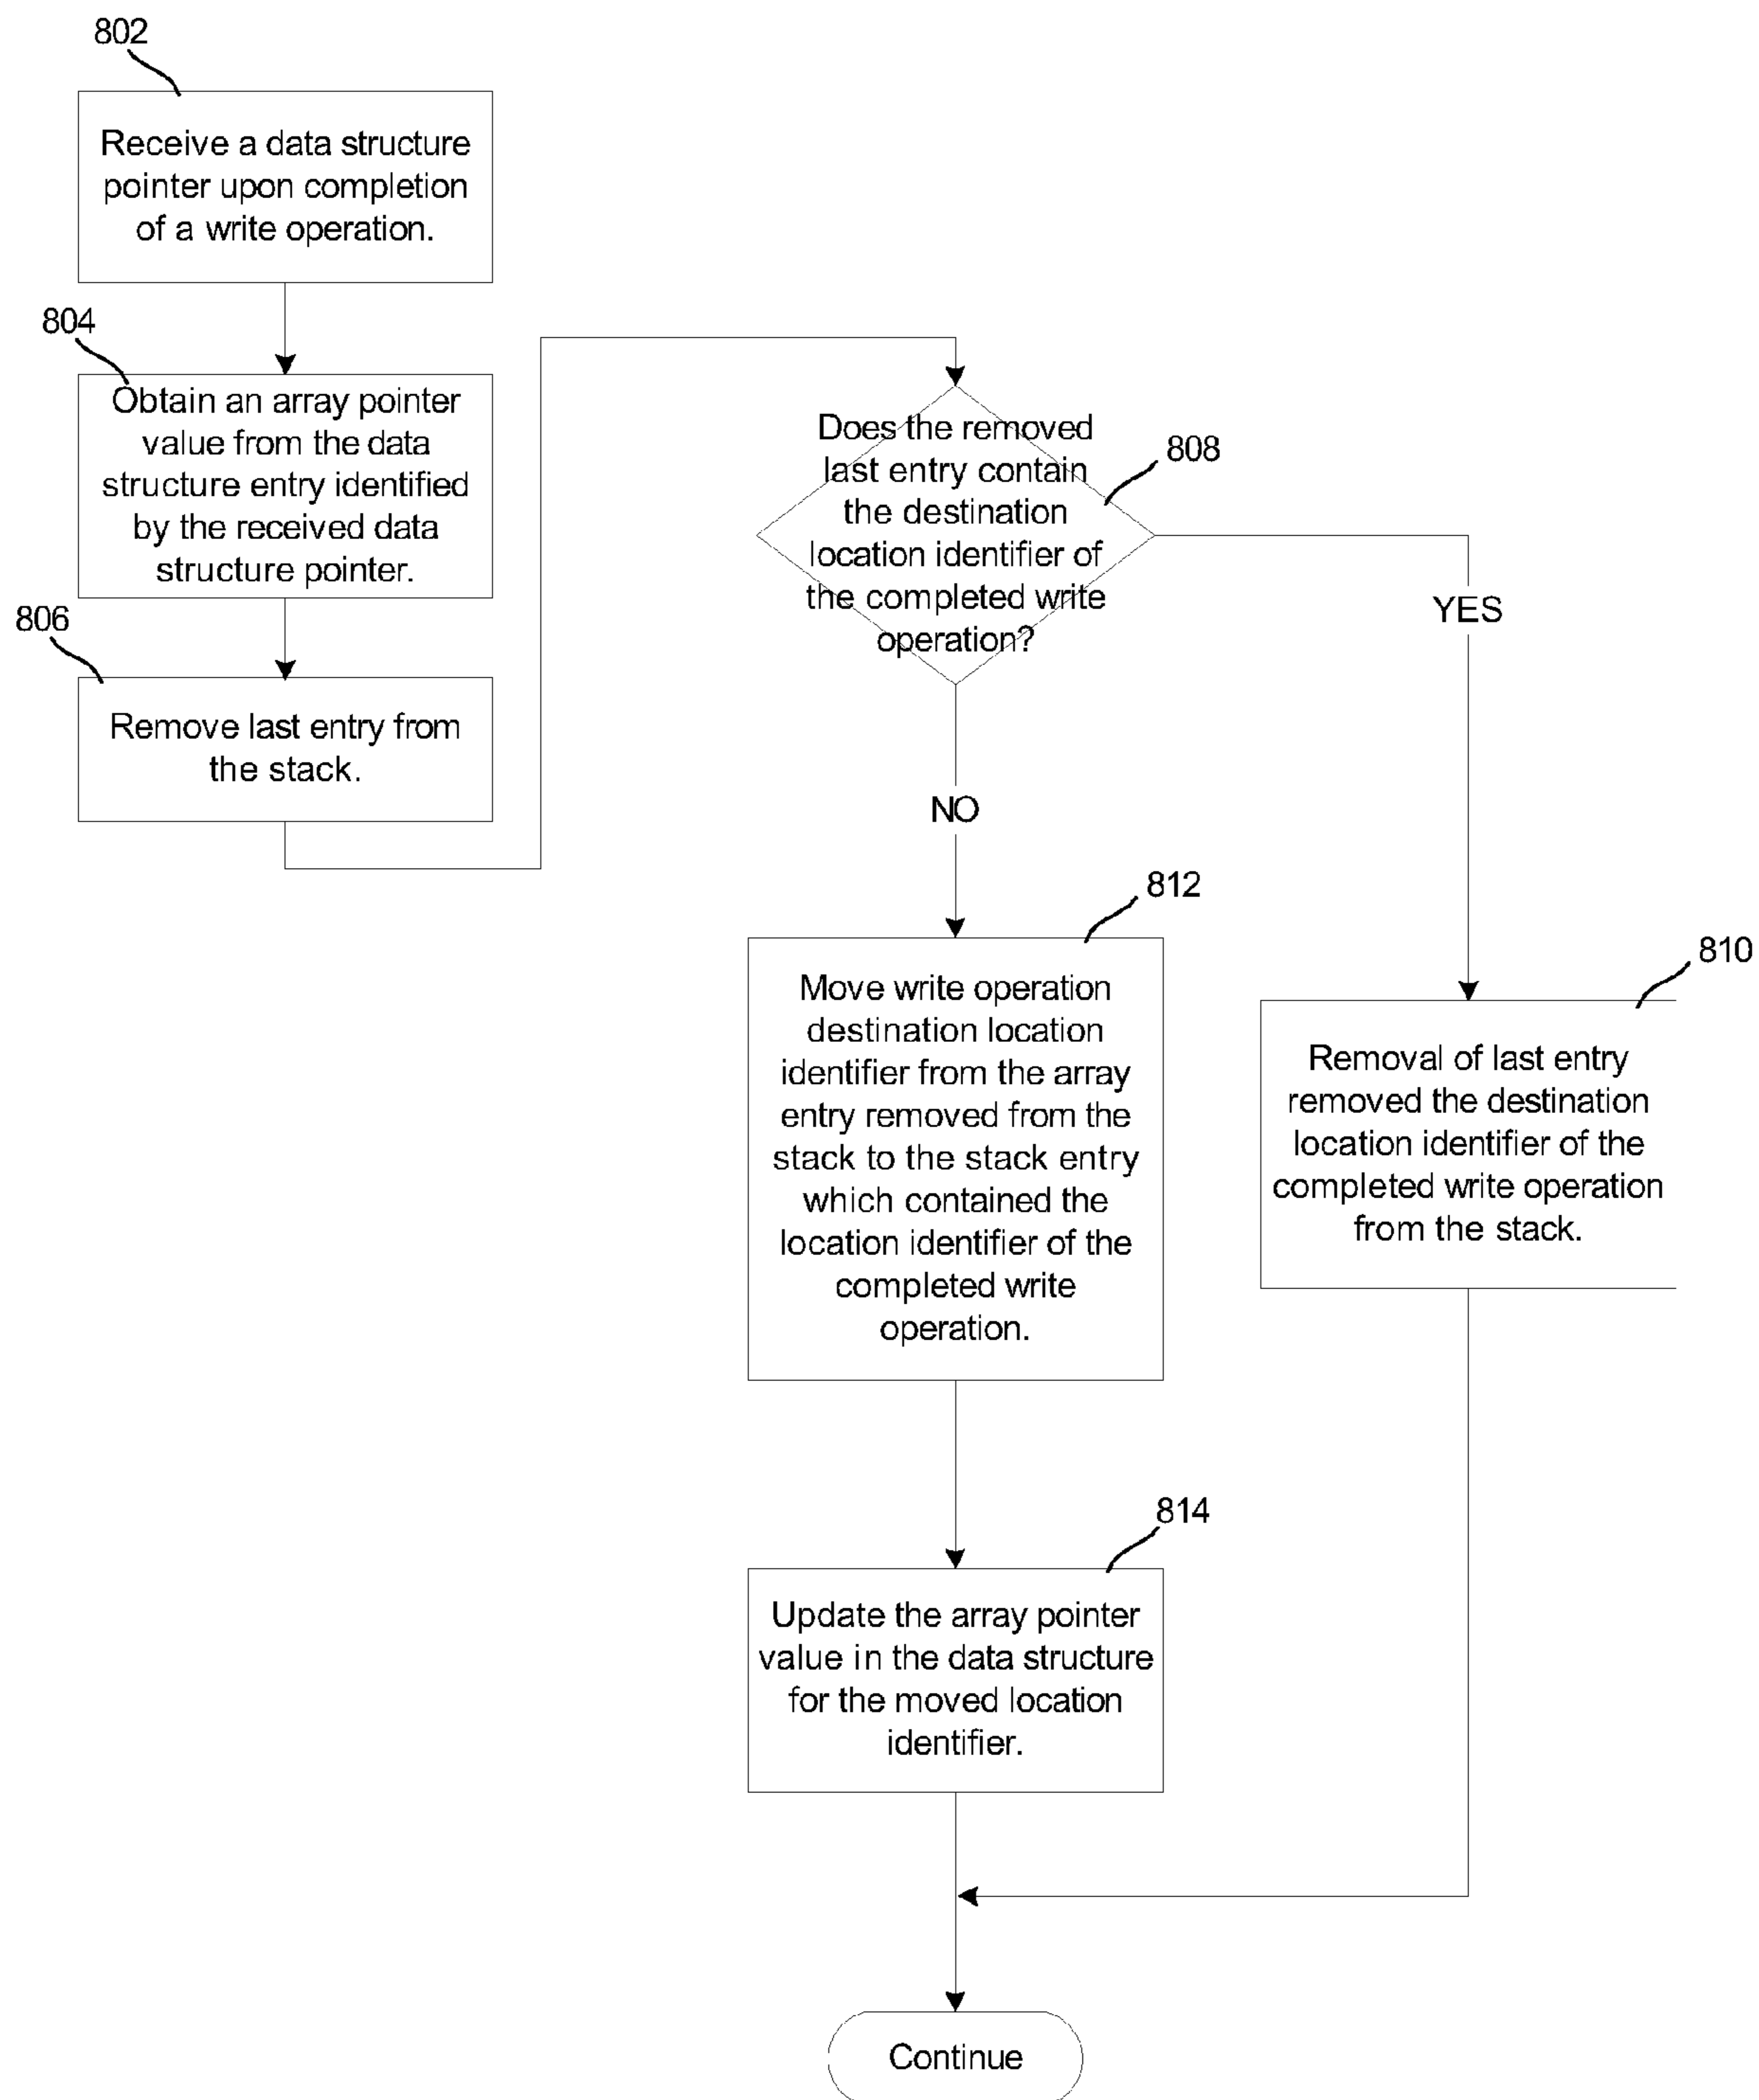 802
Receive a data structure
pointer upon completion
of a write operation.
804
Obtain an array pointer
value from the data
structure entry identified
by the received data
structure pointer.
806
Remove last entry from
the stack.
Does the removed
last entry contain
the destination
location identifier of
the completed write
operation?
808
YES
NO
812
Move write operation
destination location
identifier from the array
entry removed from the
stack to the stack entry
which contained the
location identifier of the
completed write
operation.
810
Removal of last entry
removed the destination
location identifier of the
completed write operation
from the stack.
814
Update the array pointer
value in the data structure
for the moved location
identifier.
Continue